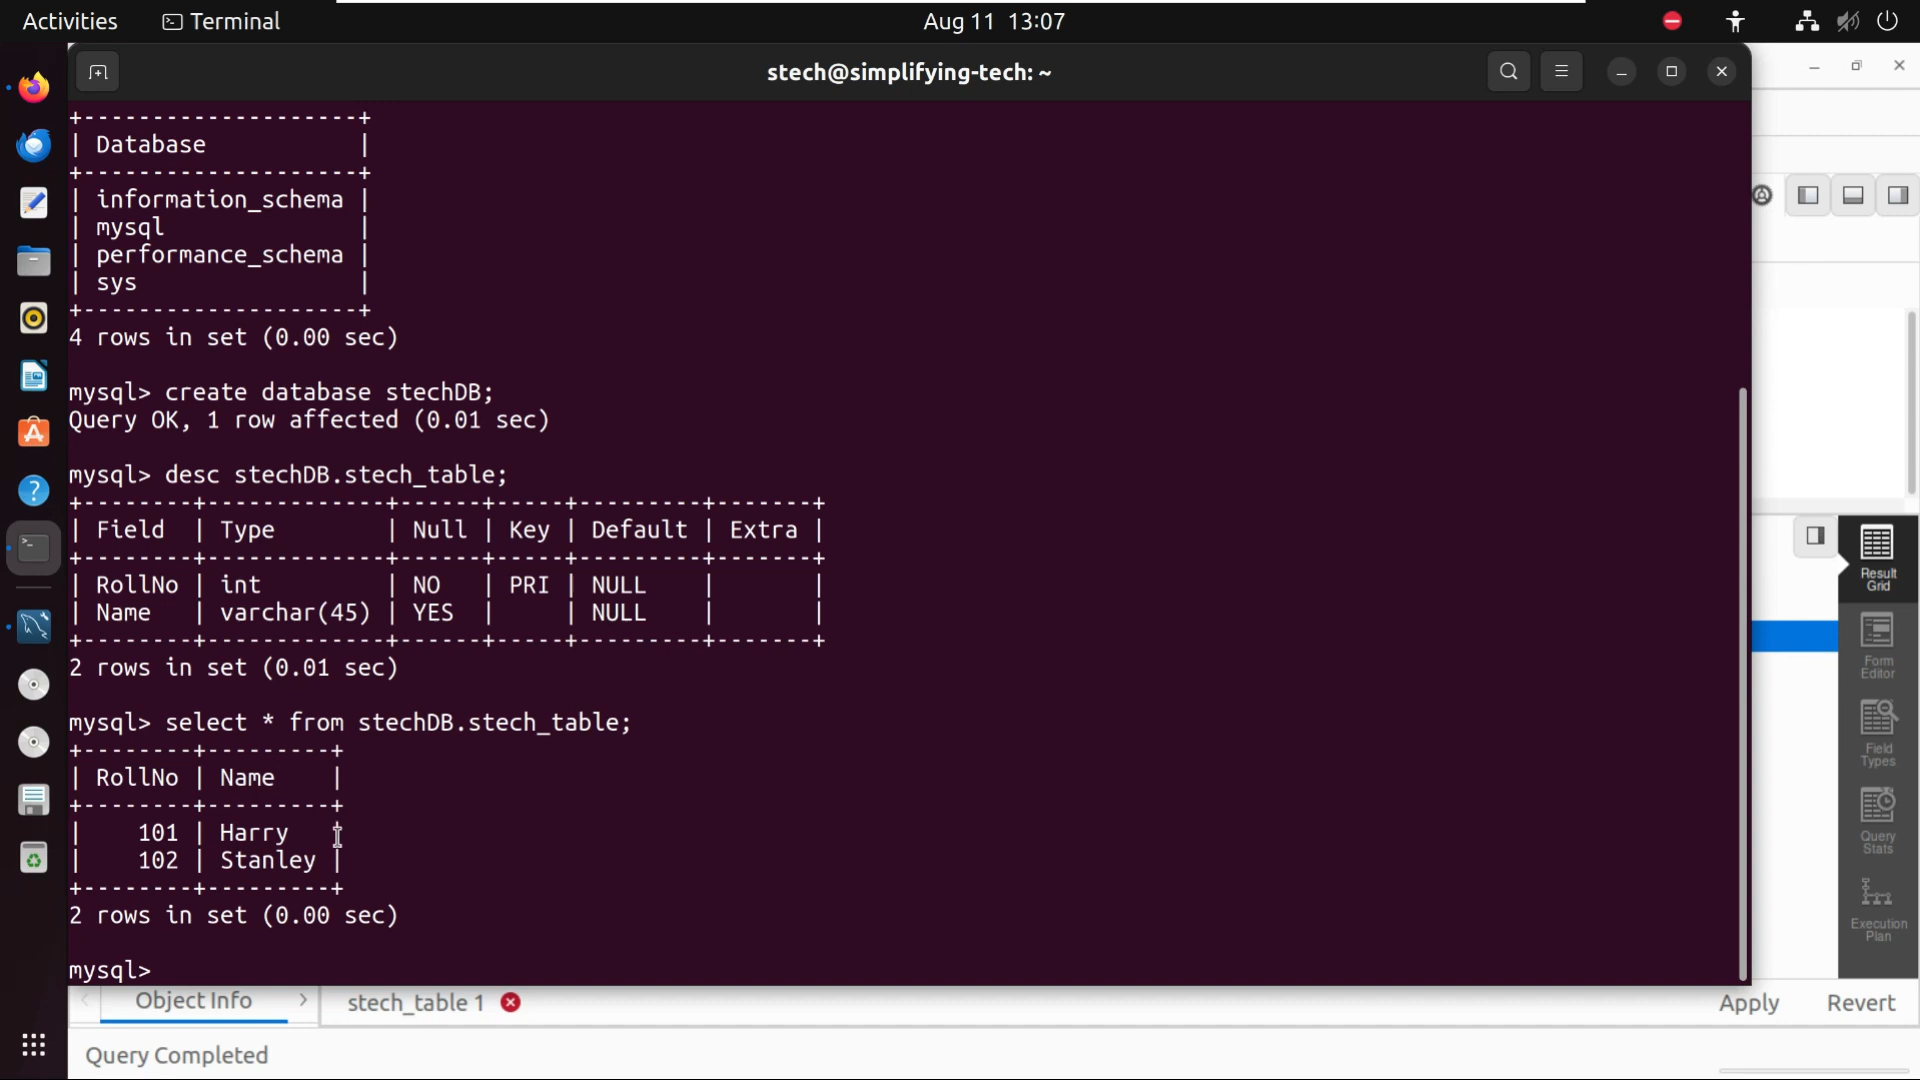 Activities Terminal Aug 11 13:07
stech@simplifying-tech: ~
+--------------------+
| Database           |
+--------------------+
| information_schema |
| mysql              |
| performance_schema |
| sys                |
+--------------------+
4 rows in set (0.00 sec)
mysql> create database stechDB;
Query OK, 1 row affected (0.01 sec)
mysql> desc stechDB.stech_table;
+--------+-------------+------+-----+---------+-------+
| Field  | Type        | Null | Key | Default | Extra |
+--------+-------------+------+-----+---------+-------+
| RollNo | int         | NO   | PRI | NULL    |       |
| Name   | varchar(45) | YES  |     | NULL    |       |
+--------+-------------+------+-----+---------+-------+
2 rows in set (0.01 sec)
mysql> select * from stechDB.stech_table;
+--------+---------+
| RollNo | Name    |
+--------+---------+
|    101 | Harry   |
|    102 | Stanley |
+--------+---------+
2 rows in set (0.00 sec)
mysql>
Result
Grid
Form
Editor
Field
Types
Query
Stats
Execution
Plan
Object Info stech_table 1 Apply Revert
Query Completed